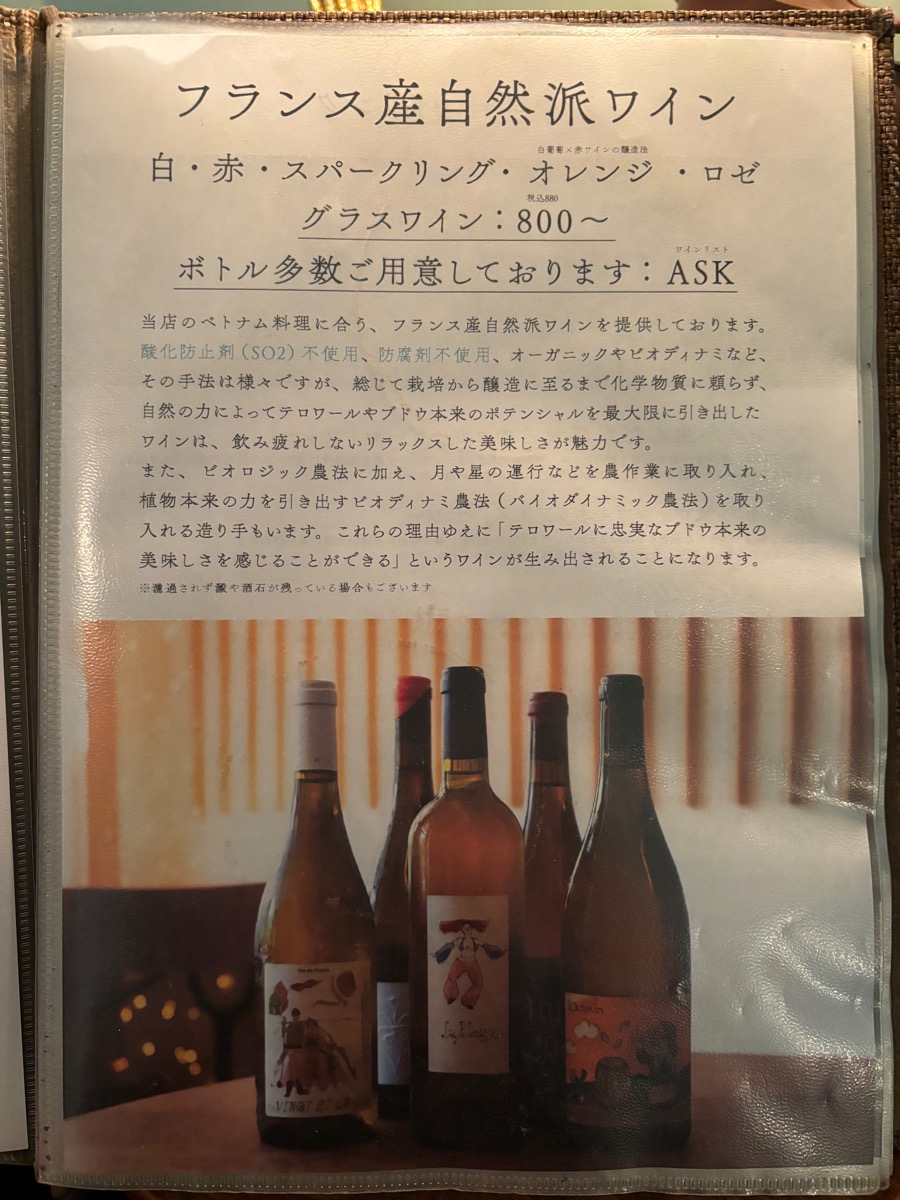 フランス産自然派ワイン
白葡萄×赤ワインの醸造法
白・赤・スパークリング・オレンジ・ロゼ
税込880
グラスワイン：800～
ワインリスト
ボトル多数ご用意しております：ASK
当店のベトナム料理に合う、フランス産自然派ワインを提供しております。
酸化防止剤（SO2）不使用、防腐剤不使用、オーガニックやビオディナミなど、
その手法は様々ですが、総じて栽培から醸造に至るまで化学物質に頼らず、
自然の力によってテロワールやブドウ本来のポテンシャルを最大限に引き出した
ワインは、飲み疲れしないリラックスした美味しさが魅力です。
また、ビオロジック農法に加え、月や星の運行などを農作業に取り入れ、
植物本来の力を引き出すビオディナミ農法（バイオダイナミック農法）を取り
入れる造り手もいます。これらの理由ゆえに「テロワールに忠実なブドウ本来の
美味しさを感じることができる」というワインが生み出されることになります。
※濾過されず澱や酒石が残っている場合もございます
Vin de France
VINGT ET UN
Octavin